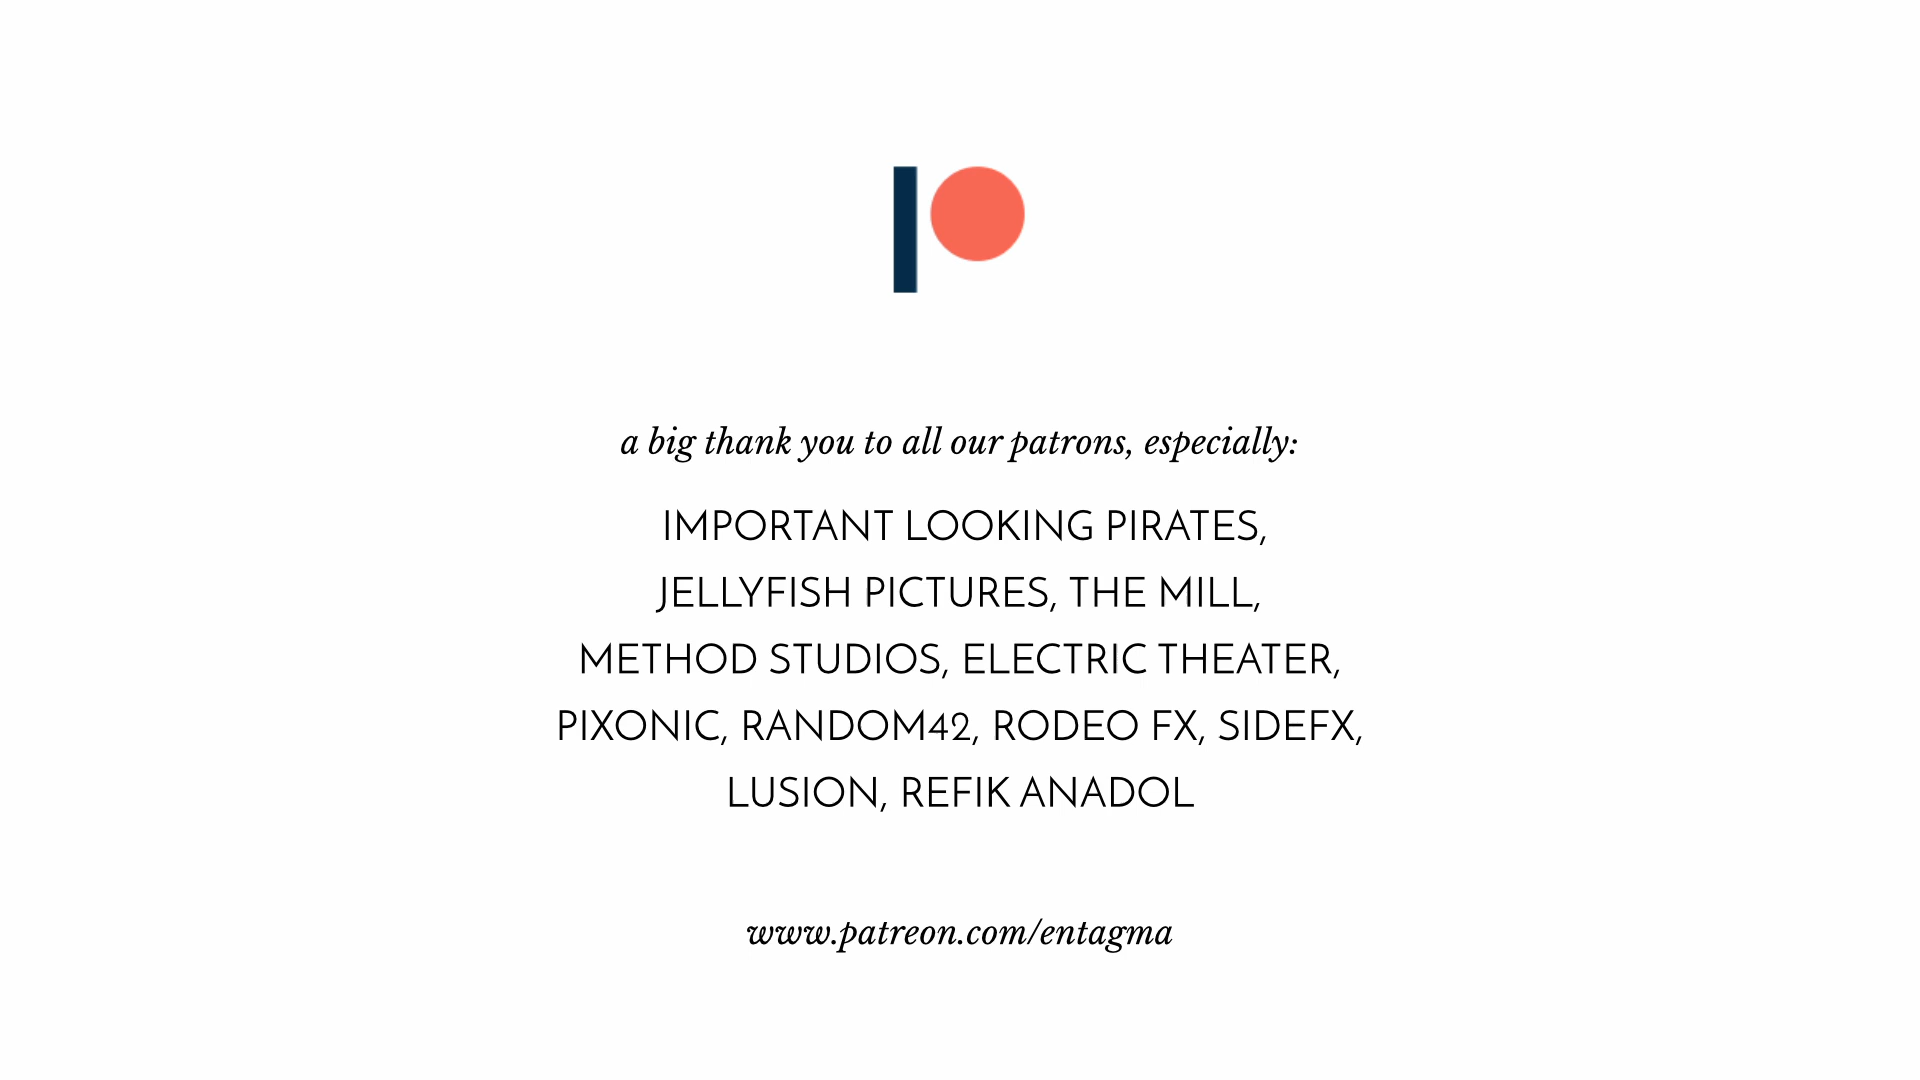 a big thank you to all our patrons, especially:
IMPORTANT LOOKING PIRATES,
JELLYFISH PICTURES, THE MILL,
METHOD STUDIOS, ELECTRIC THEATER,
PIXONIC, RANDOM42, RODEO FX, SIDEFX,
LUSION, REFIK ANADOL
www.patreon.com/entagma